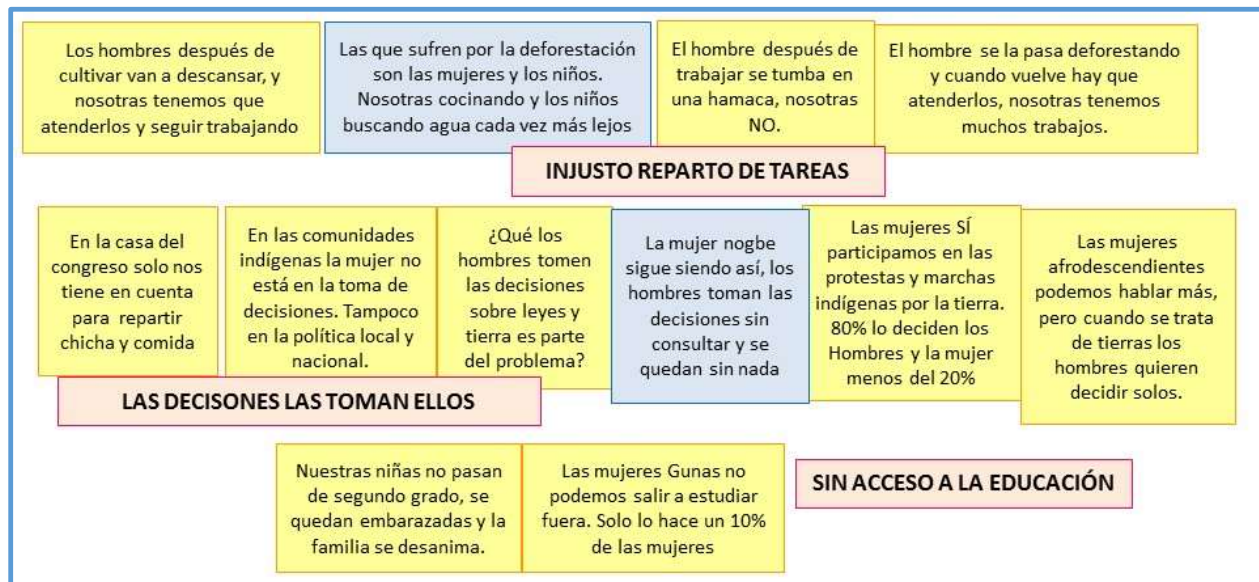 Los hombres después de
cultivar van a descansar, y
nosotras tenemos que
atenderlos y seguir trabajando
Las que sufren por la deforestación
son las mujeres y los niños.
Nosotras cocinando y los niños
buscando agua cada vez más lejos
El hombre después de
trabajar se tumba en
una hamaca, nosotras
NO.
El hombre se la pasa deforestando
y cuando vuelve hay que
atenderlos, nosotras tenemos
muchos trabajos.
INJUSTO REPARTO DE TAREAS
En la casa del
congreso solo nos
tiene en cuenta
para repartir
chicha y comida
En las comunidades
indígenas la mujer no
está en la toma de
decisiones. Tampoco
en la política local y
nacional.
¿Qué los
hombres tomen
las decisiones
sobre leyes y
tierra es parte
del problema?
La mujer nogbe
sigue siendo así, los
hombres toman las
decisiones sin
consultar y se
quedan sin nada
Las mujeres SÍ
participamos en las
protestas y marchas
indígenas por la tierra.
80% lo deciden los
Hombres y la mujer
menos del 20%
Las mujeres
afrodescendientes
podemos hablar más,
pero cuando se trata
de tierras los
hombres quieren
decidir solos.
LAS DECISONES LAS TOMAN ELLOS
Nuestras niñas no pasan
de segundo grado, se
quedan embarazadas y la
familia se desanima.
Las mujeres Gunas no
podemos salir a estudiar
fuera. Solo lo hace un 10%
de las mujeres
SIN ACCESO A LA EDUCACIÓN